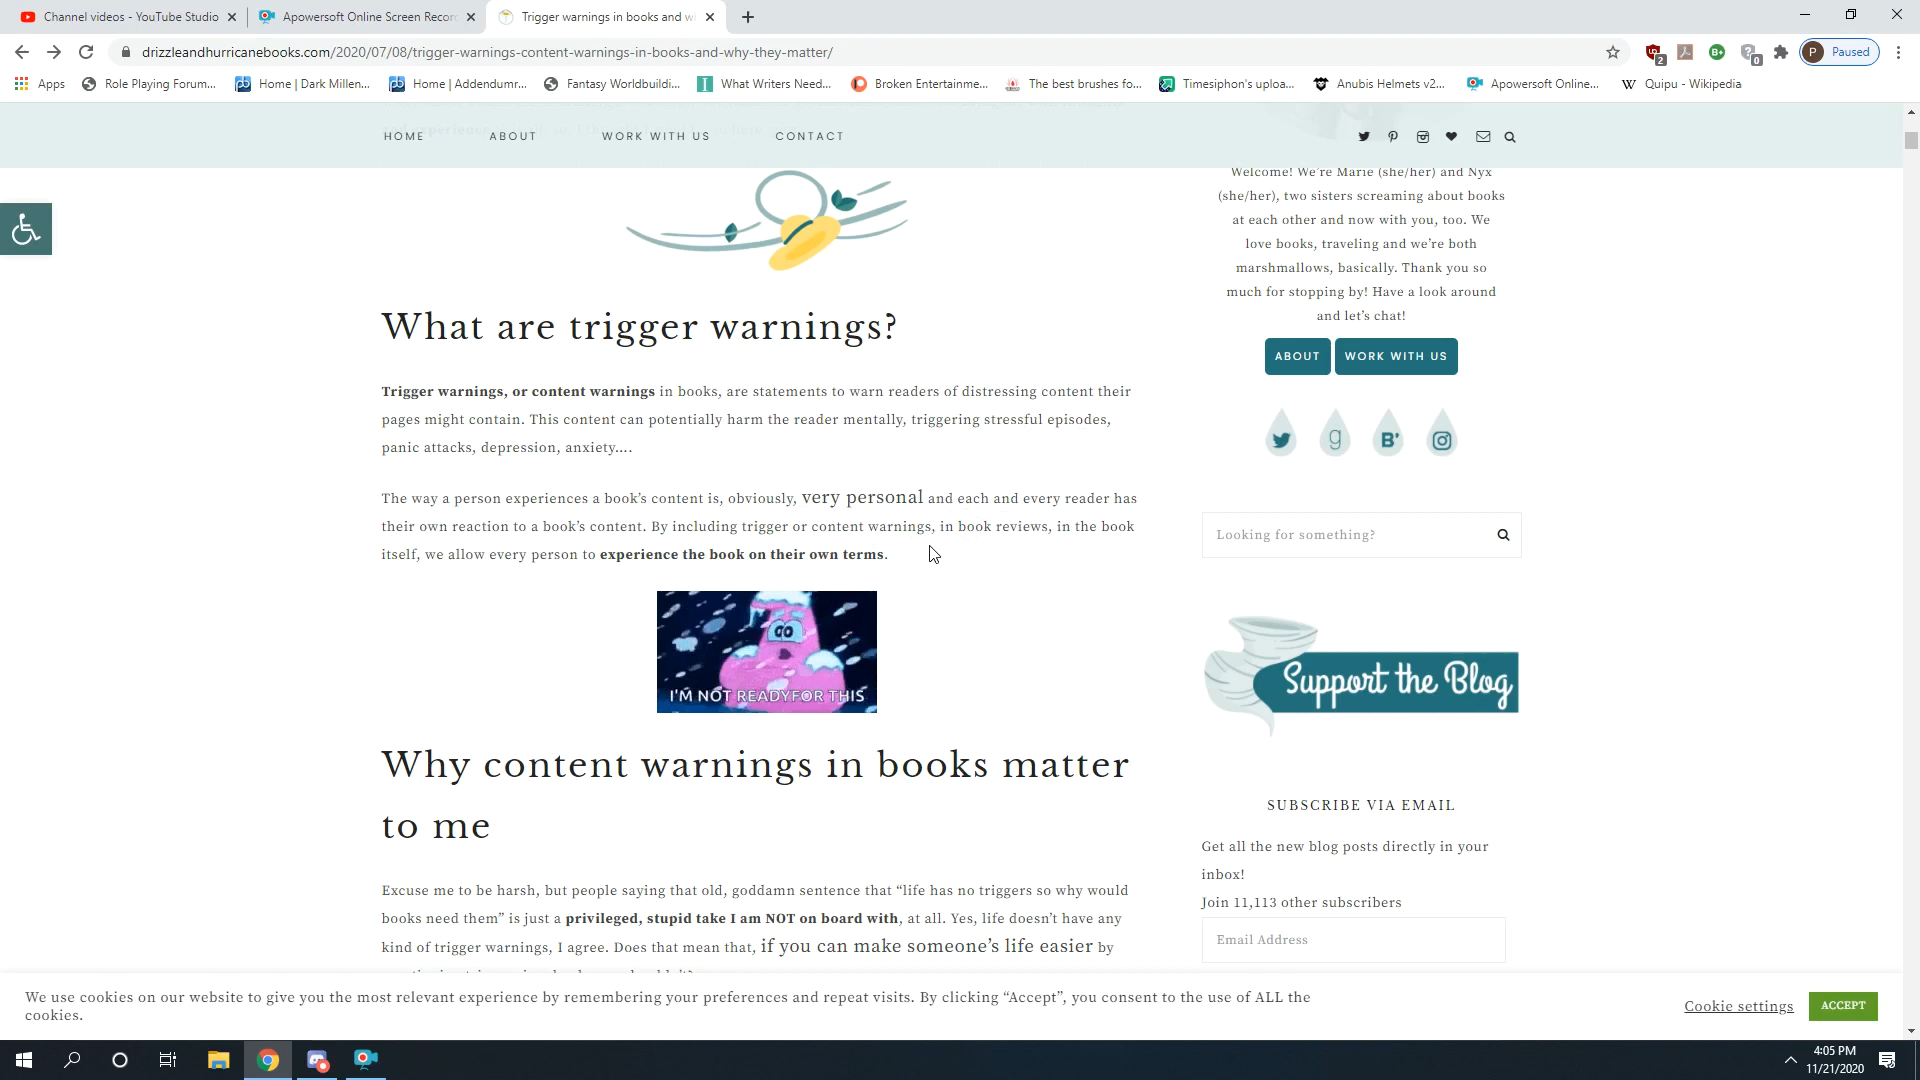 Channel videos - YouTube Studio
Apowersoft Online Screen Recor
Trigger warnings in books and w
drizzleandhurricanebooks.com/2020/07/08/trigger-warnings-content-warnings-in-books-and-why-they-matter/
2
0
P
Paused
Apps
Role Playing Forum...
Home | Dark Millen...
Home | Addendumr...
Fantasy Worldbuildi...
What Writers Need...
Broken Entertainme...
The best brushes fo...
Timesiphon's uploa...
Anubis Helmets v2...
Apowersoft Online...
W
Quipu - Wikipedia
HOME
ABOUT
WORK WITH US
CONTACT
What are trigger warnings?
Trigger warnings, or content warnings in books, are statements to warn readers of distressing content their
pages might contain. This content can potentially harm the reader mentally, triggering stressful episodes,
panic attacks, depression, anxiety….
The way a person experiences a book’s content is, obviously, very personal and each and every reader has
their own reaction to a book’s content. By including trigger or content warnings, in book reviews, in the book
itself, we allow every person to experience the book on their own terms.
I'M NOT READYFOR THIS
Why content warnings in books matter
to me
Excuse me to be harsh, but people saying that old, goddamn sentence that “life has no triggers so why would
books need them” is just a privileged, stupid take I am NOT on board with, at all. Yes, life doesn’t have any
kind of trigger warnings, I agree. Does that mean that, if you can make someone’s life easier by
Welcome! We’re Marie (she/her) and Nyx
(she/her), two sisters screaming about books
at each other and now with you, too. We
love books, traveling and we’re both
marshmallows, basically. Thank you so
much for stopping by! Have a look around
and let’s chat!
ABOUT
WORK WITH US
g
B'
Looking for something?
Support the Blog
SUBSCRIBE VIA EMAIL
Get all the new blog posts directly in your
inbox!
Join 11,113 other subscribers
Email Address
We use cookies on our website to give you the most relevant experience by remembering your preferences and repeat visits. By clicking “Accept”, you consent to the use of ALL the
cookies.
Cookie settings
ACCEPT
4:05 PM
11/21/2020